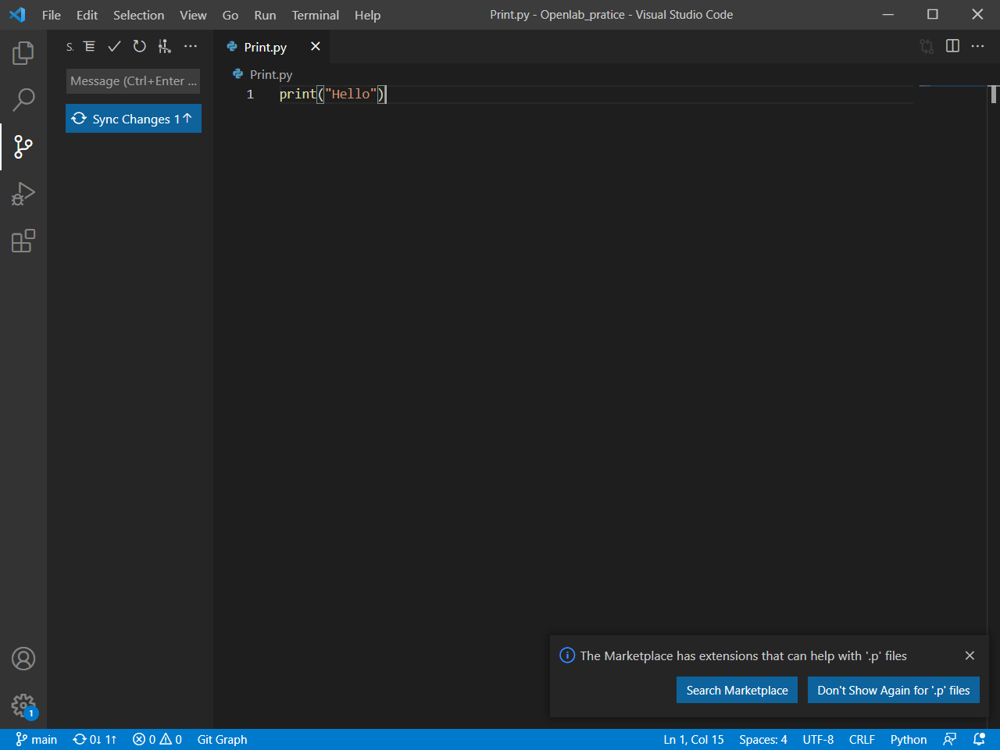 File Edit Selection View Go Run Terminal Help Print.py - Openlab_pratice - Visual Studio Code
S.
Print.py
Message (Ctrl+Enter ...
Print.py
1 print("Hello")
Sync Changes 1↑
The Marketplace has extensions that can help with '.p' files
Search Marketplace Don't Show Again for '.p' files
1
main 0↓ 1↑ 0 0 Git Graph Ln 1, Col 15 Spaces: 4 UTF-8 CRLF Python